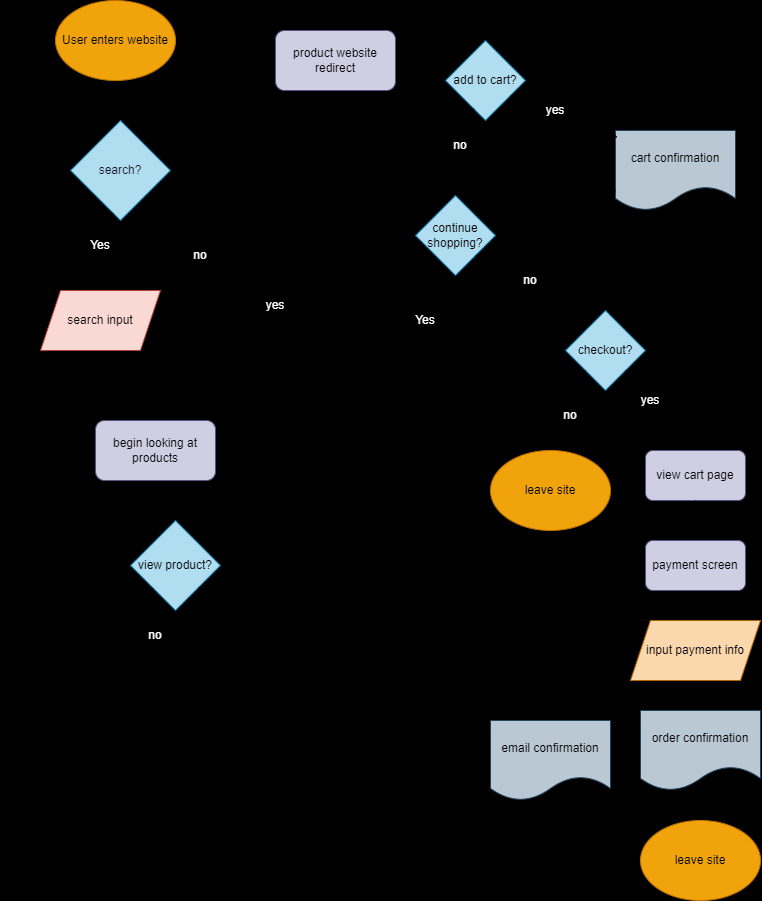 User enters website
product website
redirect
add to cart?
yes
no
cart confirmation
search?
Yes
no
continue
shopping?
no
yes
Yes
search input
checkout?
yes
no
begin looking at
products
leave site
view cart page
view product?
payment screen
no
input payment info
email confirmation
order confirmation
leave site